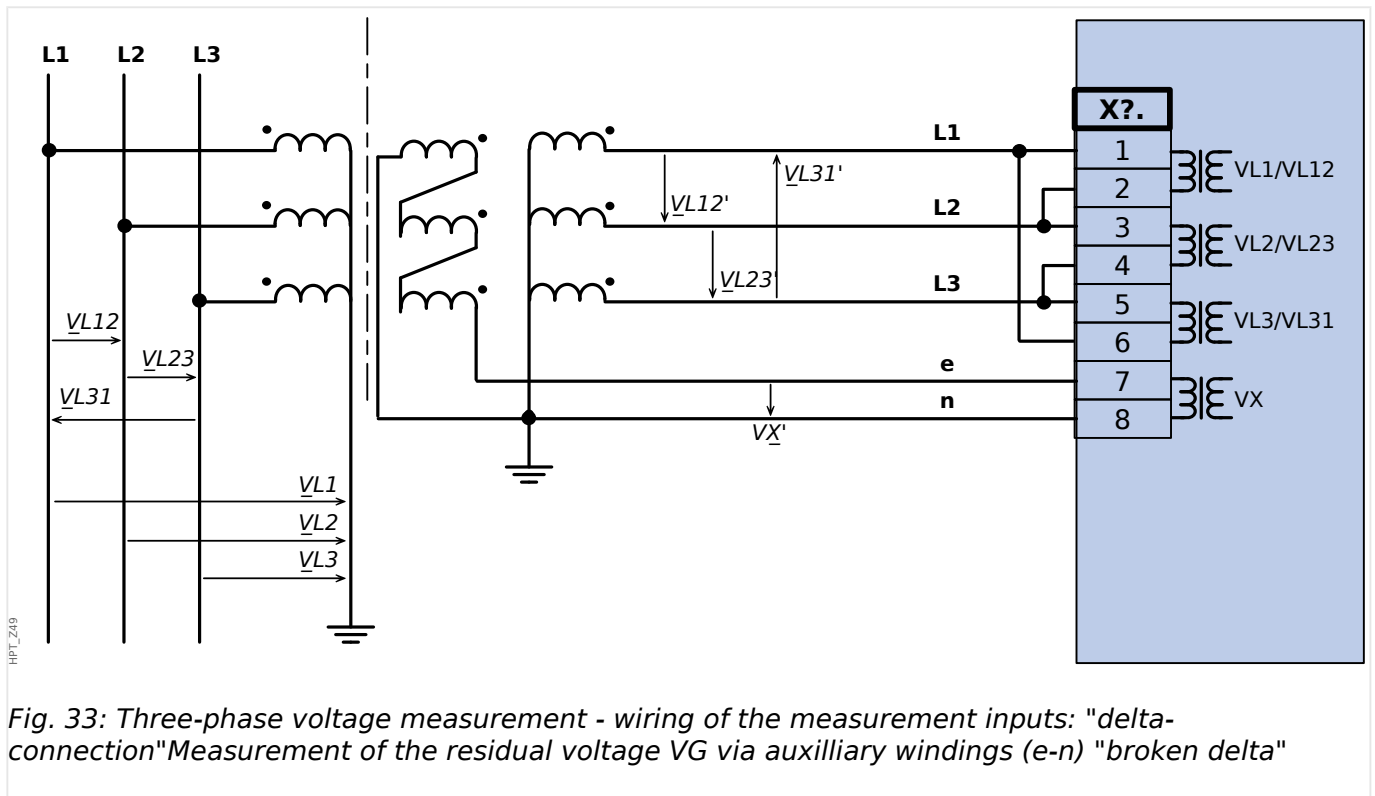 L1 L2 L3
X?.
L1
1
VL31'
VL1/VL12
2
VL12'
L2
3
VL2/VL23
4
VL23'
L3
5
VL12
VL3/VL31
6
VL23
e
7
VL31
n
VX
8
VX'
VL1
VL2
VL3
HPT_Z49
Fig. 33: Three-phase voltage measurement - wiring of the measurement inputs: "delta-
connection"Measurement of the residual voltage VG via auxilliary windings (e-n) "broken delta"